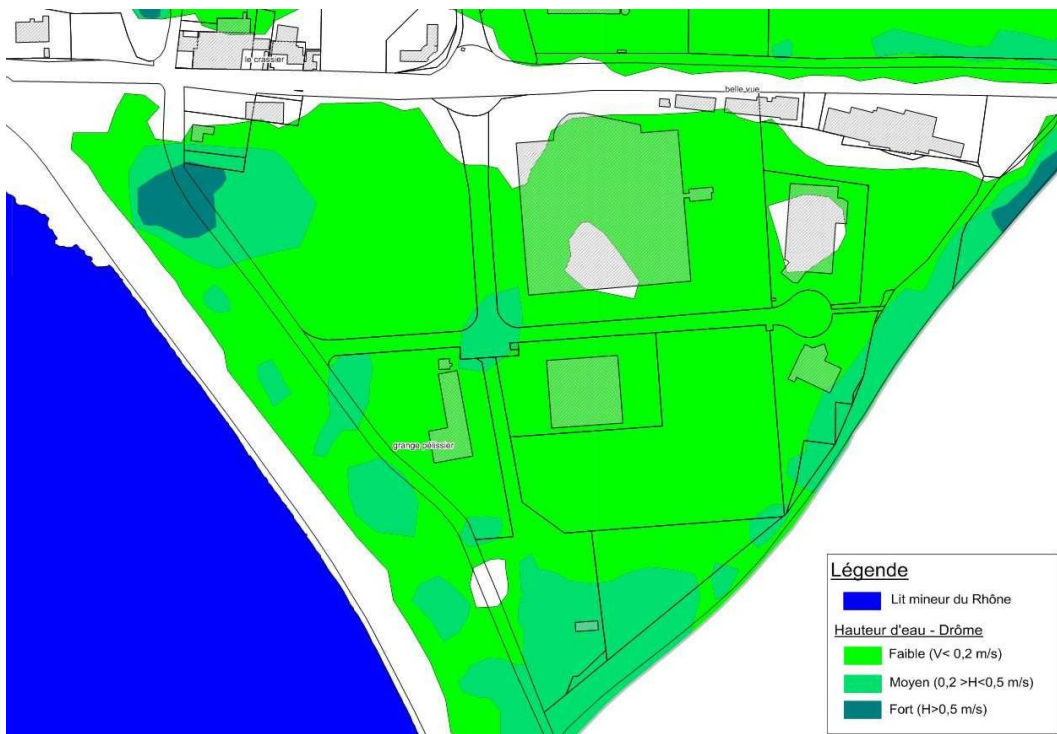 le crassier
belle vue
grange pélissier
Légende
Lit mineur du Rhône
Hauteur d'eau - Drôme
Faible (V< 0,2 m/s)
Moyen (0,2 >H<0,5 m/s)
Fort (H>0,5 m/s)